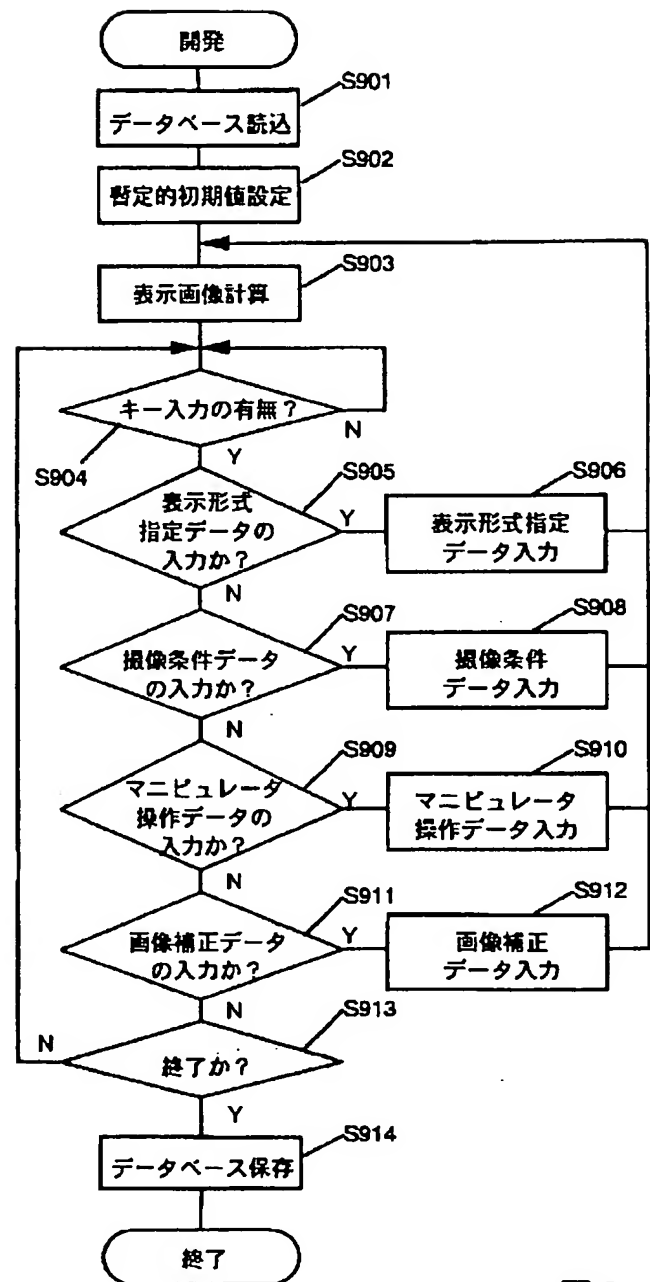 開発
S901
データベース読込
S902
暫定的初期値設定
S903
表示画像計算
キー入力の有無？
N
S904
Y
S905
表示形式
指定データの
入力か？
Y
S906
表示形式指定
データ入力
N
S907
撮像条件データ
の入力か？
Y
S908
撮像条件
データ入力
N
S909
マニピュレータ
操作データの
入力か？
Y
S910
マニピュレータ
操作データ入力
N
S911
画像補正データ
の入力か？
Y
S912
画像補正
データ入力
N
S913
終了か？
N
Y
S914
データベース保存
終了